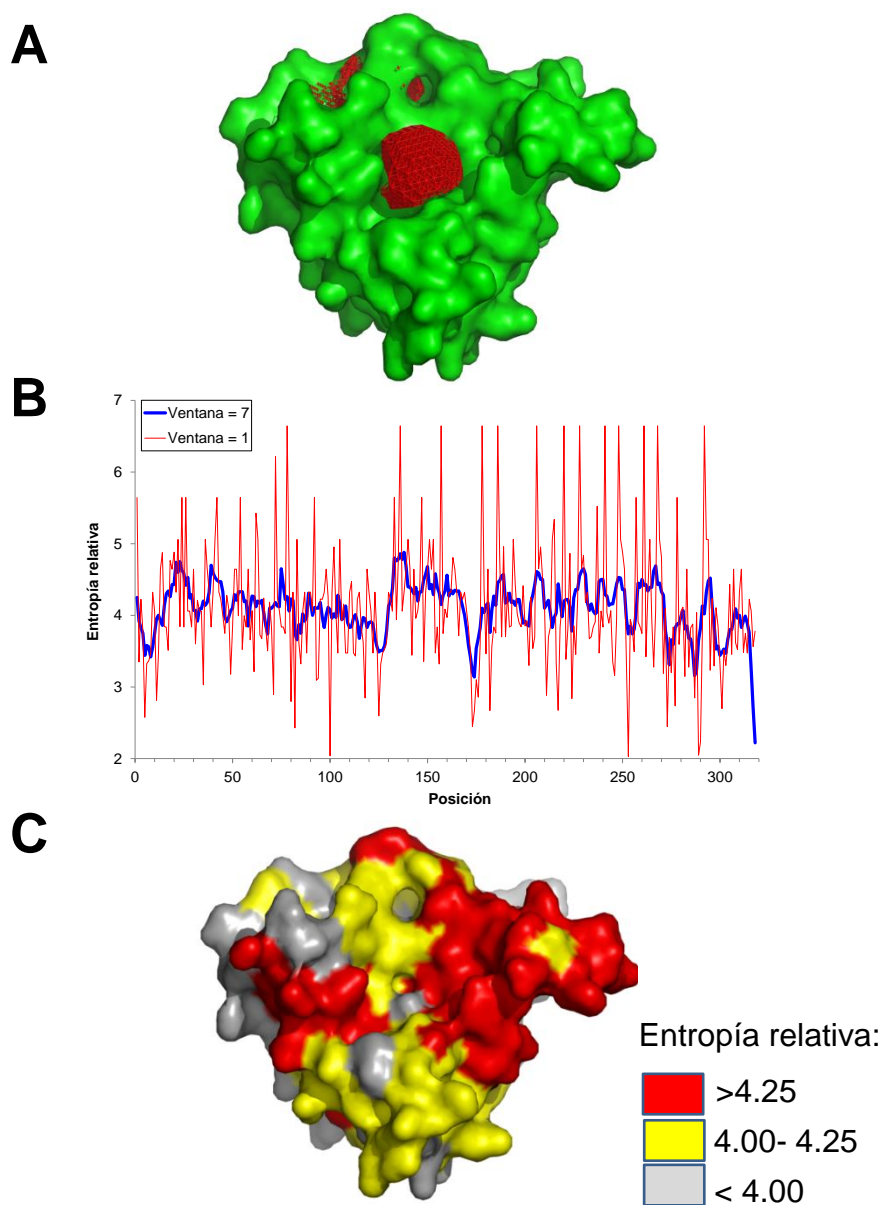 A
B
7
6
5
4
3
2
Entropía relativa
Ventana = 7
Ventana = 1
0 50 100 150 200 250 300
Posición
C
Entropía relativa:
>4.25
4.00- 4.25
< 4.00